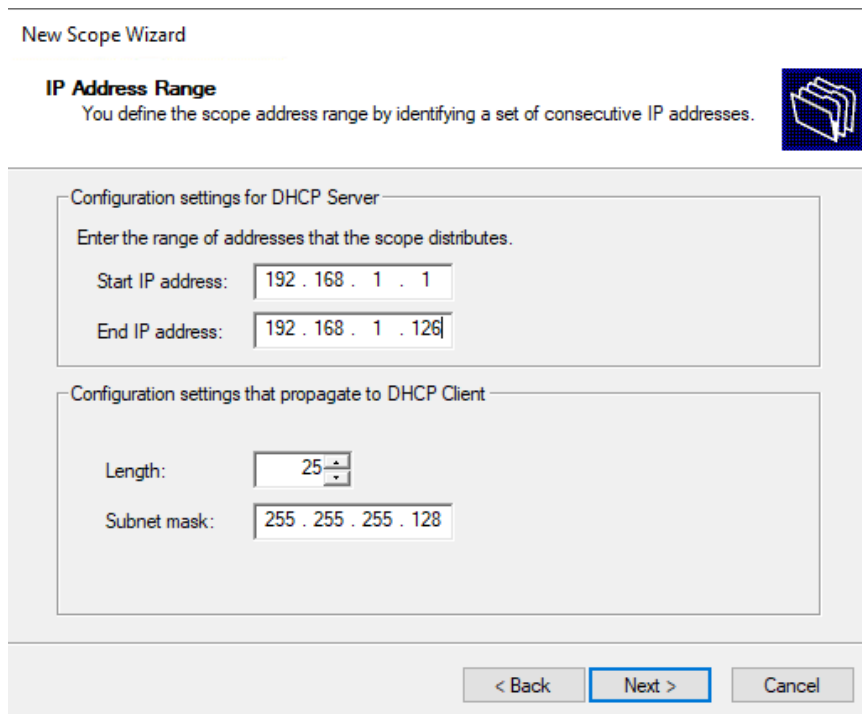 New Scope Wizard
IP Address Range
You define the scope address range by identifying a set of consecutive IP addresses.
Configuration settings for DHCP Server
Enter the range of addresses that the scope distributes.
Start IP address: 192 . 168 . 1 . 1
End IP address: 192 . 168 . 1 . 126
Configuration settings that propagate to DHCP Client
Length: 25
Subnet mask: 255 . 255 . 255 . 128
< Back Next > Cancel